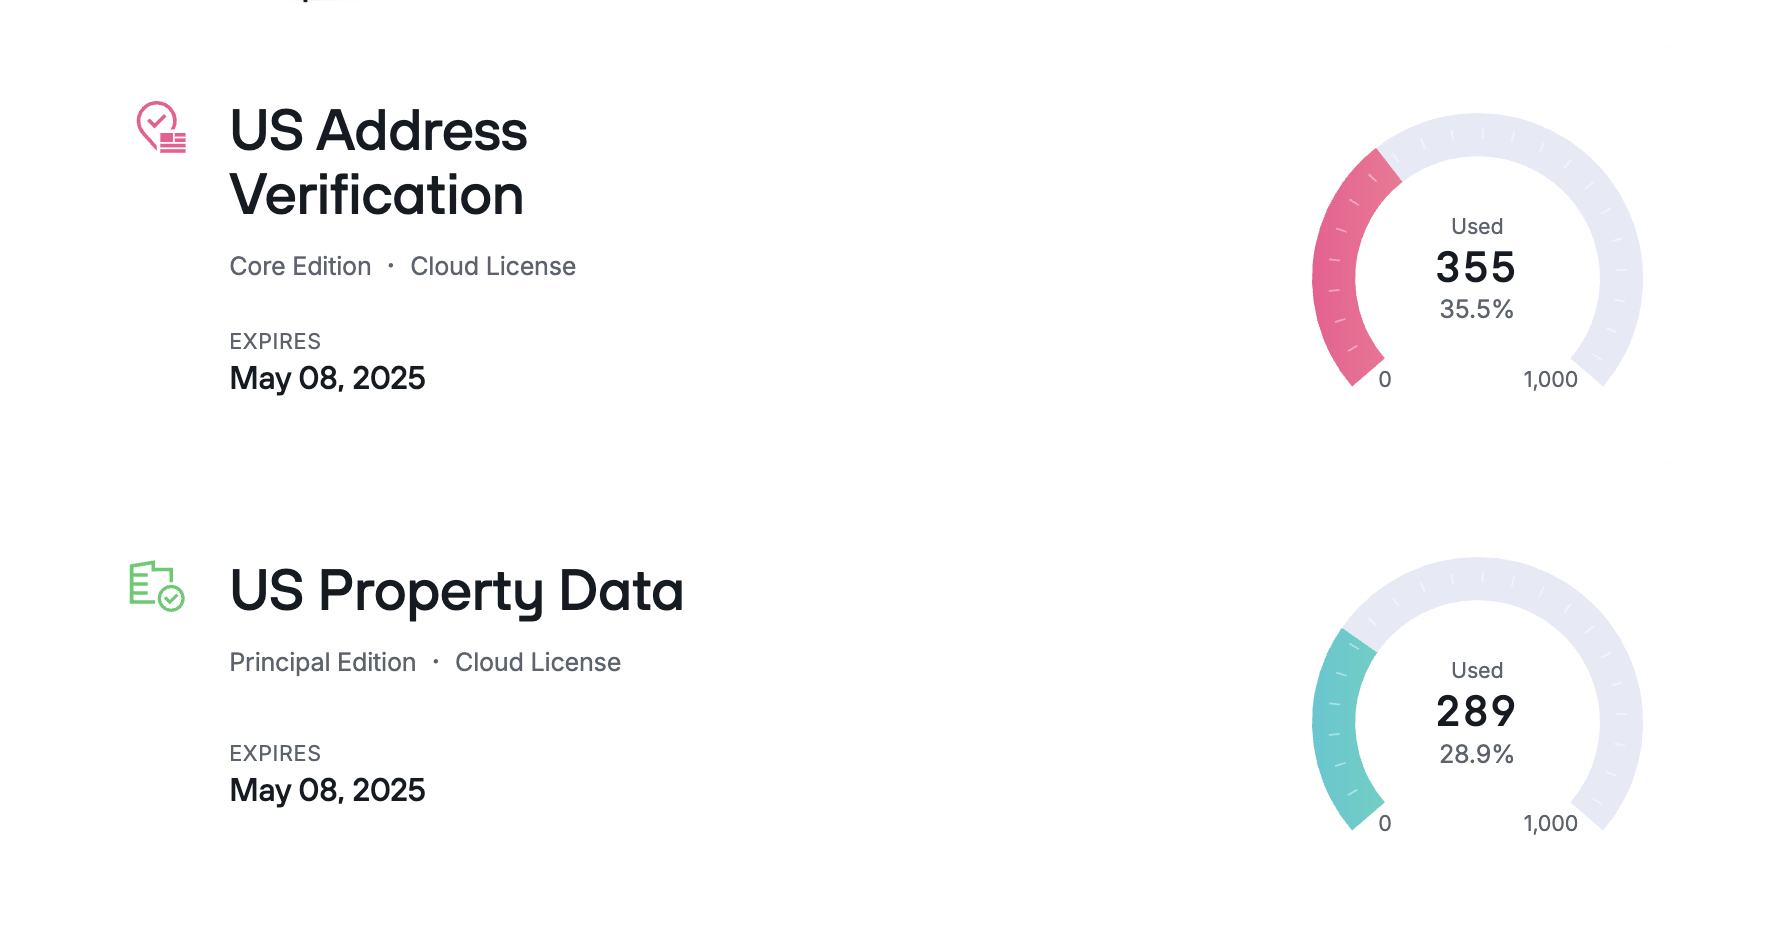 US Address
Verification
Core Edition · Cloud License
EXPIRES
May 08, 2025
Used
355
35.5%
0
1,000
US Property Data
Principal Edition · Cloud License
EXPIRES
May 08, 2025
Used
289
28.9%
0
1,000